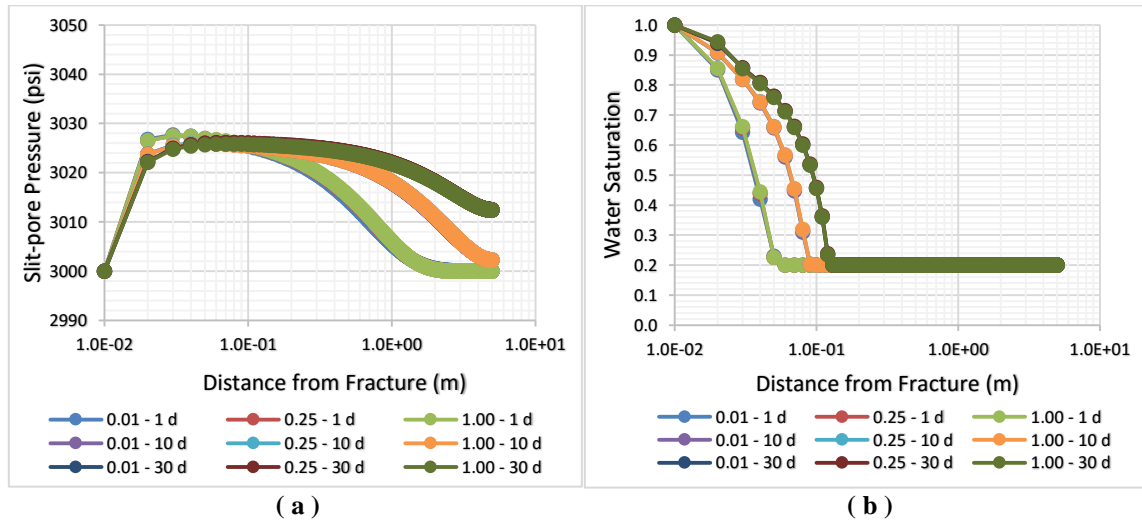 3050
3040
3030
3020
3010
3000
2990
Slit-pore Pressure (psi)
1.0E-02 1.0E-01 1.0E+00 1.0E+01
Distance from Fracture (m)
0.01 - 1 d 0.25 - 1 d 1.00 - 1 d
0.01 - 10 d 0.25 - 10 d 1.00 - 10 d
0.01 - 30 d 0.25 - 30 d 1.00 - 30 d
( a )
1.0
0.9
0.8
0.7
0.6
0.5
0.4
0.3
0.2
0.1
0.0
Water Saturation
1.0E-02 1.0E-01 1.0E+00 1.0E+01
Distance from Fracture (m)
0.01 - 1 d 0.25 - 1 d 1.00 - 1 d
0.01 - 10 d 0.25 - 10 d 1.00 - 10 d
0.01 - 30 d 0.25 - 30 d 1.00 - 30 d
( b )